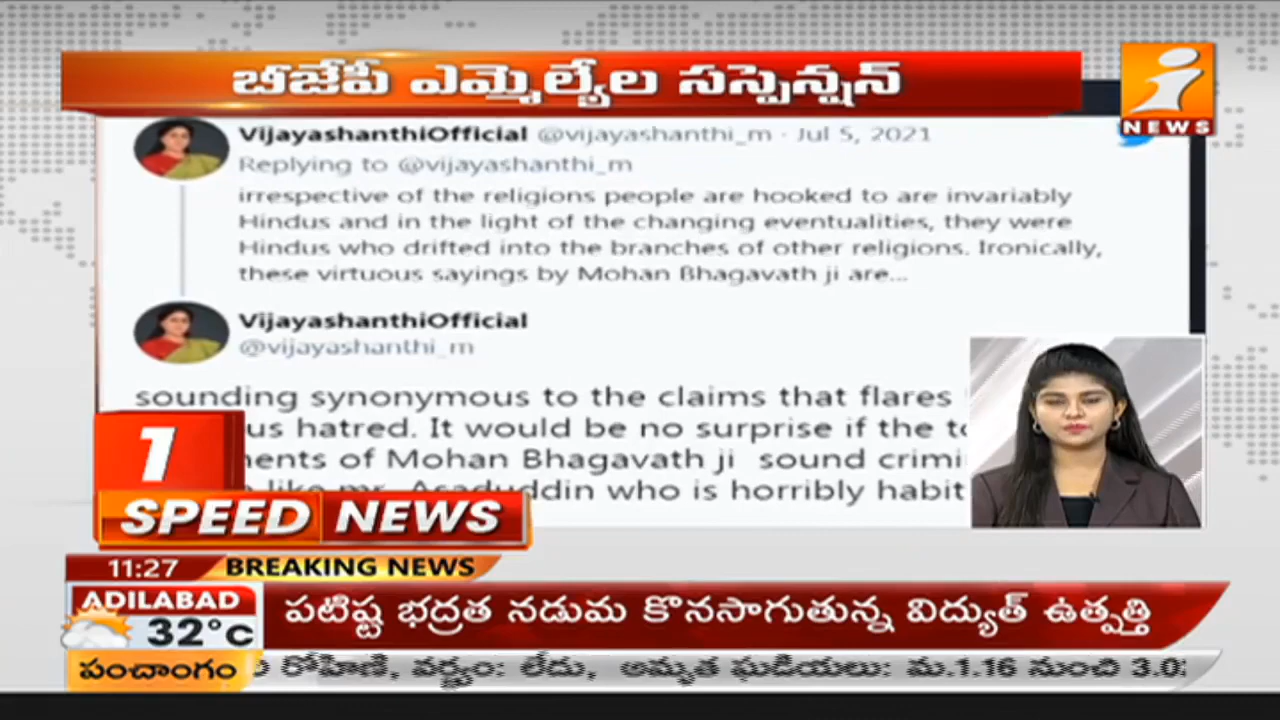 బీజేపీ ఎమ్మెల్యేల సస్పెన్షన్
i
NEWS
VijayashanthiOfficial @vijayashanthi_m · Jul 5, 2021
Replying to @vijayashanthi_m
irrespective of the religions people are hooked to are invariably
Hindus and in the light of the changing eventualities, they were
Hindus who drifted into the branches of other religions. Ironically,
these virtuous sayings by Mohan Bhagavath ji are...
VijayashanthiOfficial
@vijayashanthi_m
sounding synonymous to the claims that flares
us hatred. It would be no surprise if the
of Mohan Bhagavath ji sound
like mr. Asaduddin who is horribly
1
SPEED NEWS
11:27 BREAKING NEWS
ADILABAD
32°C
పటిష్ట భద్రత నడుమ కొనసాగుతున్న విద్యుత్ ఉత్పత్తి
పంచాంగం రోహిణి, వర్జ్యం: లేదు, అమృత ఘడియలు: మ.1.16 నుంచి